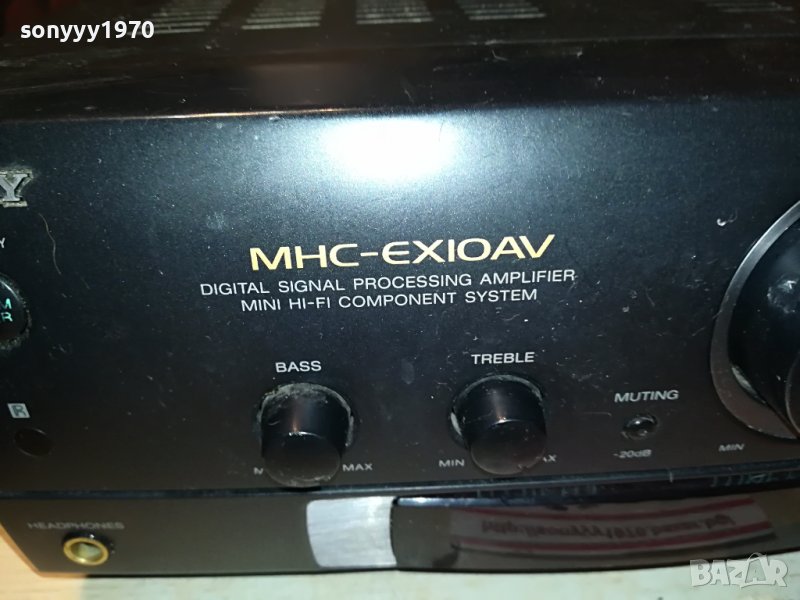 sonyyy1970
Y
Y
MHC-EX10AV
DIGITAL SIGNAL PROCESSING AMPLIFIER
MINI HI-FI COMPONENT SYSTEM
M
R
BASS
TREBLE
MUTING
R
MAX
MIN
-20dB
MIN
HEADPHONES
BAZAR